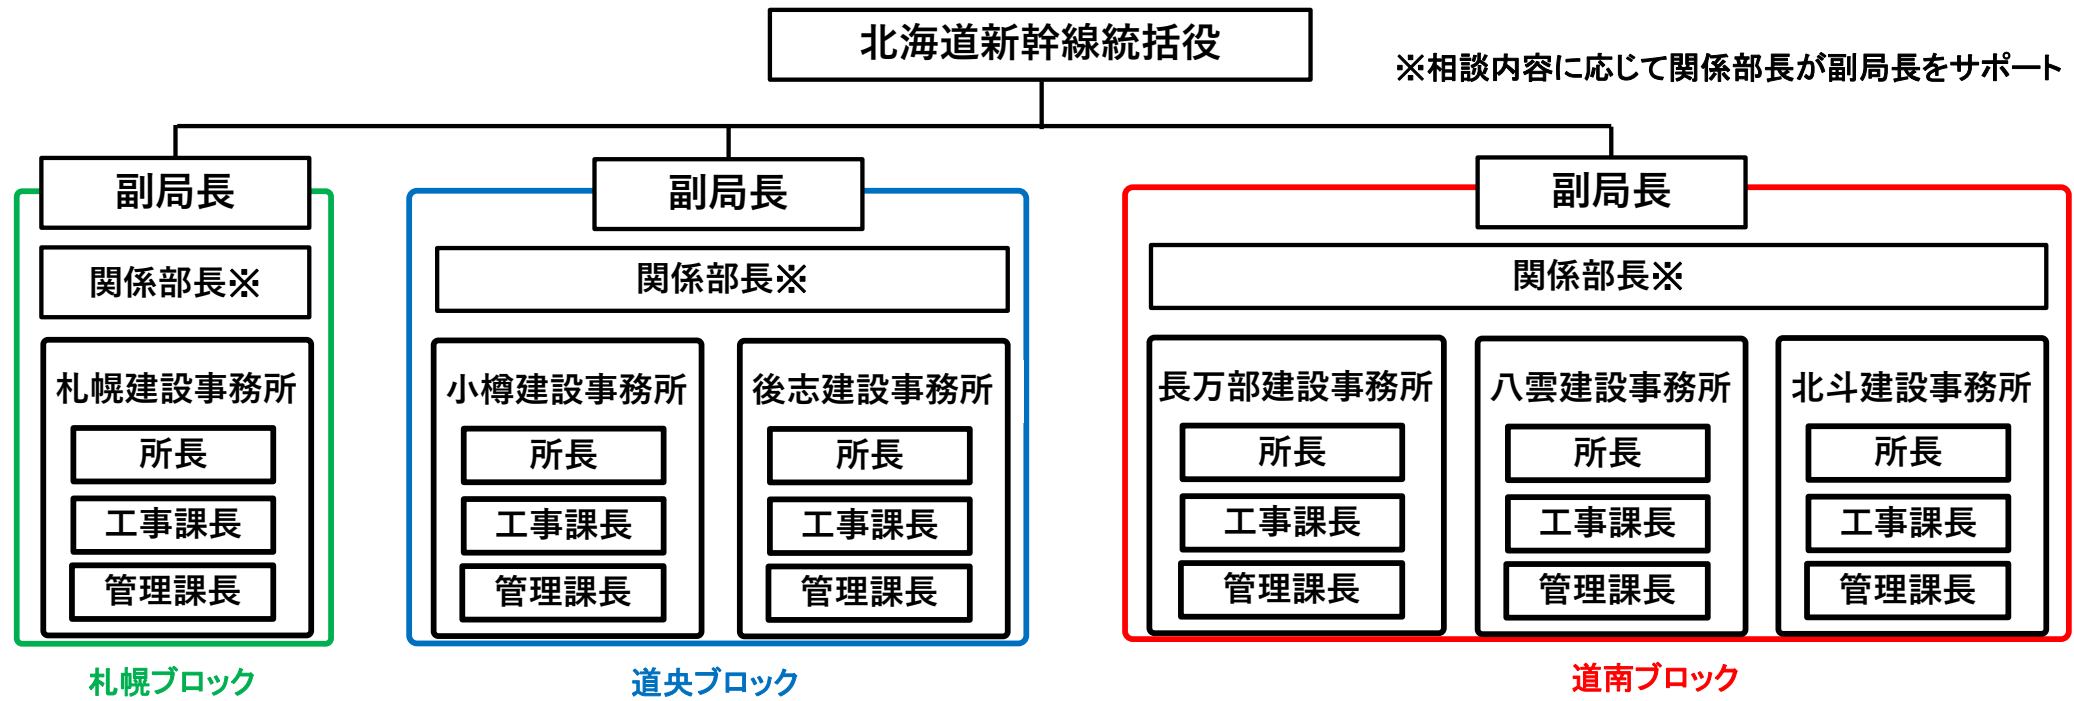 北海道新幹線統括役
※相談内容に応じて関係部長が副局長をサポート
副局長
関係部長※
札幌建設事務所
所長
工事課長
管理課長
札幌ブロック
副局長
関係部長※
小樽建設事務所
所長
工事課長
管理課長
後志建設事務所
所長
工事課長
管理課長
道央ブロック
副局長
関係部長※
長万部建設事務所
所長
工事課長
管理課長
八雲建設事務所
所長
工事課長
管理課長
北斗建設事務所
所長
工事課長
管理課長
道南ブロック